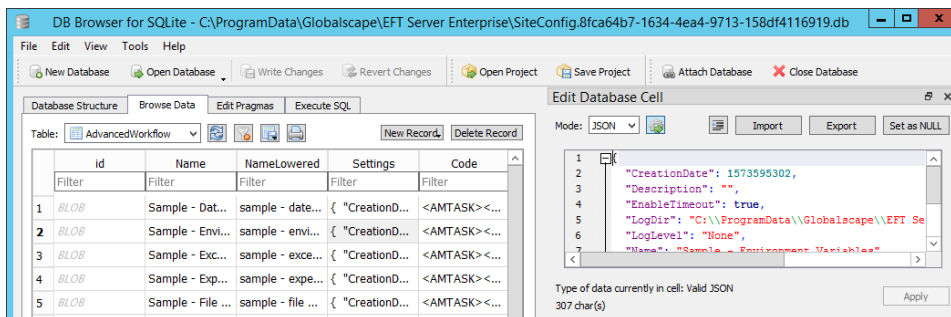 DB Browser for SQLite - C:\ProgramData\Globalscape\EFT Server Enterprise\SiteConfig.8fca64b7-1634-4ea4-9713-158df4116919.db
File Edit View Tools Help
New Database Open Database Write Changes Revert Changes Open Project Save Project Attach Database Close Database
Database Structure Browse Data Edit Pragmas Execute SQL
Table: AdvancedWorkflow New Record Delete Record
id Name NameLowered Settings Code
Filter Filter Filter Filter Filter
1 BLOB Sample - Dat... sample - date... { "CreationD... <AMTASK><...
2 BLOB Sample - Envi... sample - envi... { "CreationD... <AMTASK><...
3 BLOB Sample - Exc... sample - exce... { "CreationD... <AMTASK><...
4 BLOB Sample - Exp... sample - expe... { "CreationD... <AMTASK><...
5 BLOB Sample - File ... sample - file ... { "CreationD... <AMTASK><...
Edit Database Cell
Mode: JSON Import Export Set as NULL
1 {
2 "CreationDate": 1573595302,
3 "Description": "",
4 "EnableTimeout": true,
5 "LogDir": "C:\\ProgramData\\Globalscape\\EFT Se
6 "LogLevel": "None",
7 "Name": "Sample - Environment Variables"
Type of data currently in cell: Valid JSON
307 char(s)
Apply